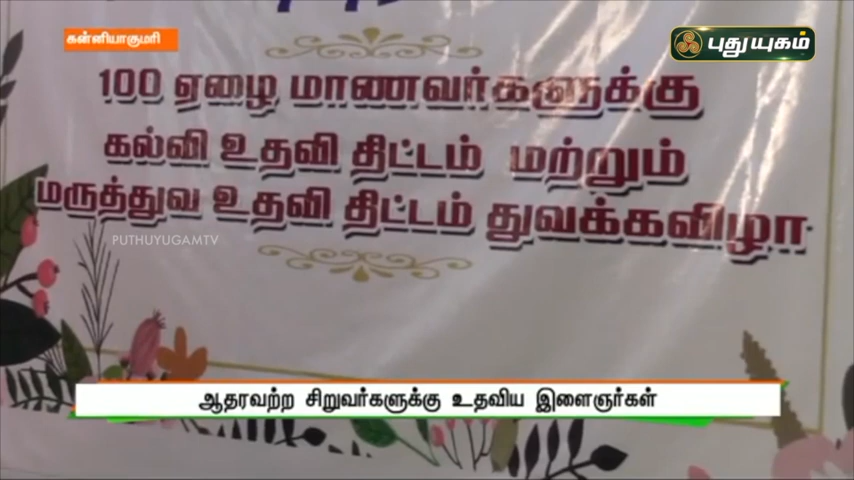 கன்னியாகுமரி
புதுயுகம்
100 ஏழை மாணவர்களுக்கு
கல்வி உதவி திட்டம் மற்றும்
மருத்துவ உதவி திட்டம் துவக்கவிழா
PUTHUYUGAMTV
ஆதரவற்ற சிறுவர்களுக்கு உதவிய இளைஞர்கள்